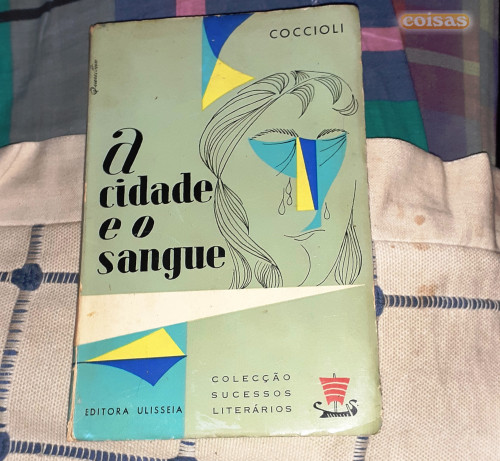 coisas
COCCIOLI
a
cidade
e o
sangue
EDITORA ULISSEIA
COLECÇÃO
SUCESSOS
LITERÁRIOS